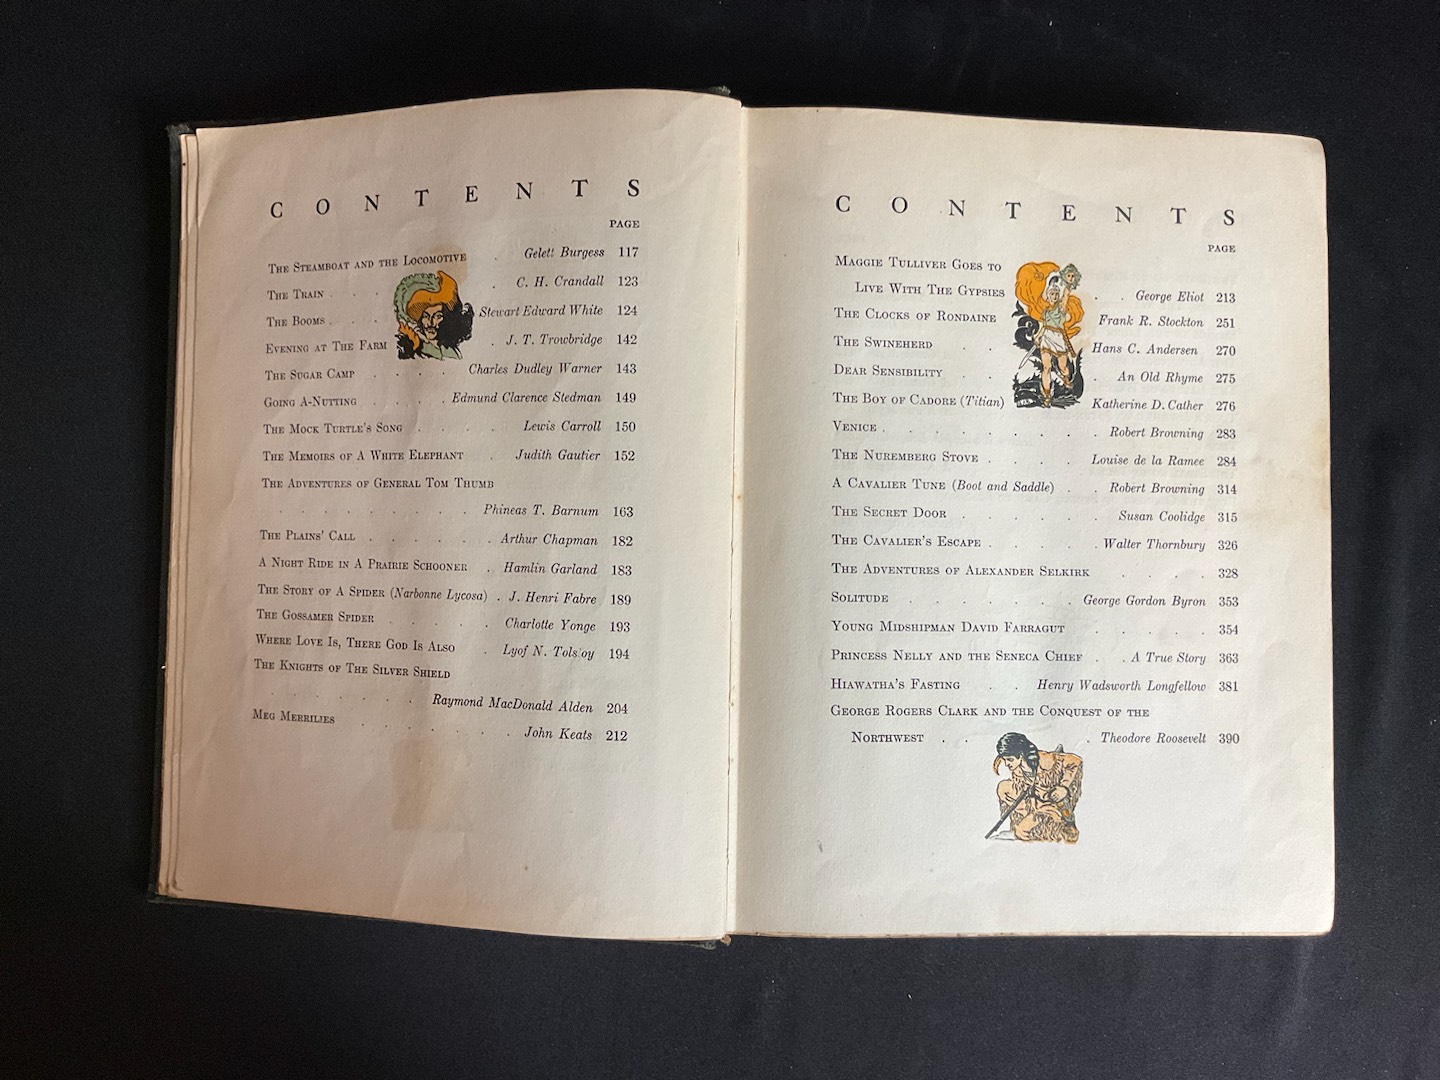 CONTENTS
PAGE
THE STEAMBOAT AND THE LOCOMOTIVE . Gelett Burgess 117
THE TRAIN . . . . C. H. Crandall 123
THE BOOMS . . . Stewart Edward White 124
EVENING AT THE FARM . J. T. Trowbridge 142
THE SUGAR CAMP . . . . Charles Dudley Warner 143
GOING A-NUTTING . . . . Edmund Clarence Stedman 149
THE MOCK TURTLE'S SONG . . . . Lewis Carroll 150
THE MEMOIRS OF A WHITE ELEPHANT . Judith Gautier 152
THE ADVENTURES OF GENERAL TOM THUMB
. . . . . . . . Phineas T. Barnum 163
THE PLAINS' CALL . . . . . . Arthur Chapman 182
A NIGHT RIDE IN A PRAIRIE SCHOONER . Hamlin Garland 183
THE STORY OF A SPIDER (Narbonne Lycosa) . J. Henri Fabre 189
THE GOSSAMER SPIDER . . . . . Charlotte Yonge 193
WHERE LOVE IS, THERE GOD IS ALSO . Lyof N. Tolstoy 194
THE KNIGHTS OF THE SILVER SHIELD
. . . . . . . Raymond MacDonald Alden 204
MEG MERRILIES . . . . . . John Keats 212
CONTENTS
PAGE
MAGGIE TULLIVER GOES TO
LIVE WITH THE GYPSIES . . George Eliot 213
THE CLOCKS OF RONDAINE Frank R. Stockton 251
THE SWINEHERD . . Hans C. Andersen 270
DEAR SENSIBILITY . . . An Old Rhyme 275
THE BOY OF CADORE (Titian) Katherine D. Cather 276
VENICE . . . . . . . . Robert Browning 283
THE NUREMBERG STOVE . . . . Louise de la Ramee 284
A CAVALIER TUNE (Boot and Saddle) . . Robert Browning 314
THE SECRET DOOR . . . . . Susan Coolidge 315
THE CAVALIER'S ESCAPE . . . . . Walter Thornbury 326
THE ADVENTURES OF ALEXANDER SELKIRK . . . . 328
SOLITUDE . . . . . . . George Gordon Byron 353
YOUNG MIDSHIPMAN DAVID FARRAGUT . . . . . 354
PRINCESS NELLY AND THE SENECA CHIEF . . A True Story 363
HIAWATHA'S FASTING . . Henry Wadsworth Longfellow 381
GEORGE ROGERS CLARK AND THE CONQUEST OF THE
NORTHWEST . . . Theodore Roosevelt 390